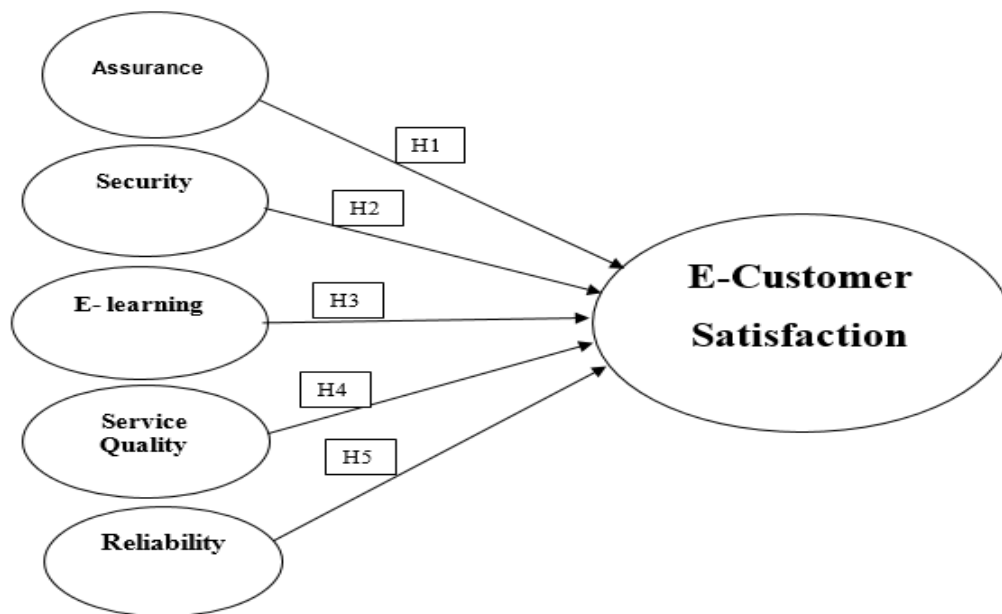 Assurance
H1
Security
H2
E- learning
H3
Service
Quality
H4
Reliability
H5
E-Customer
Satisfaction